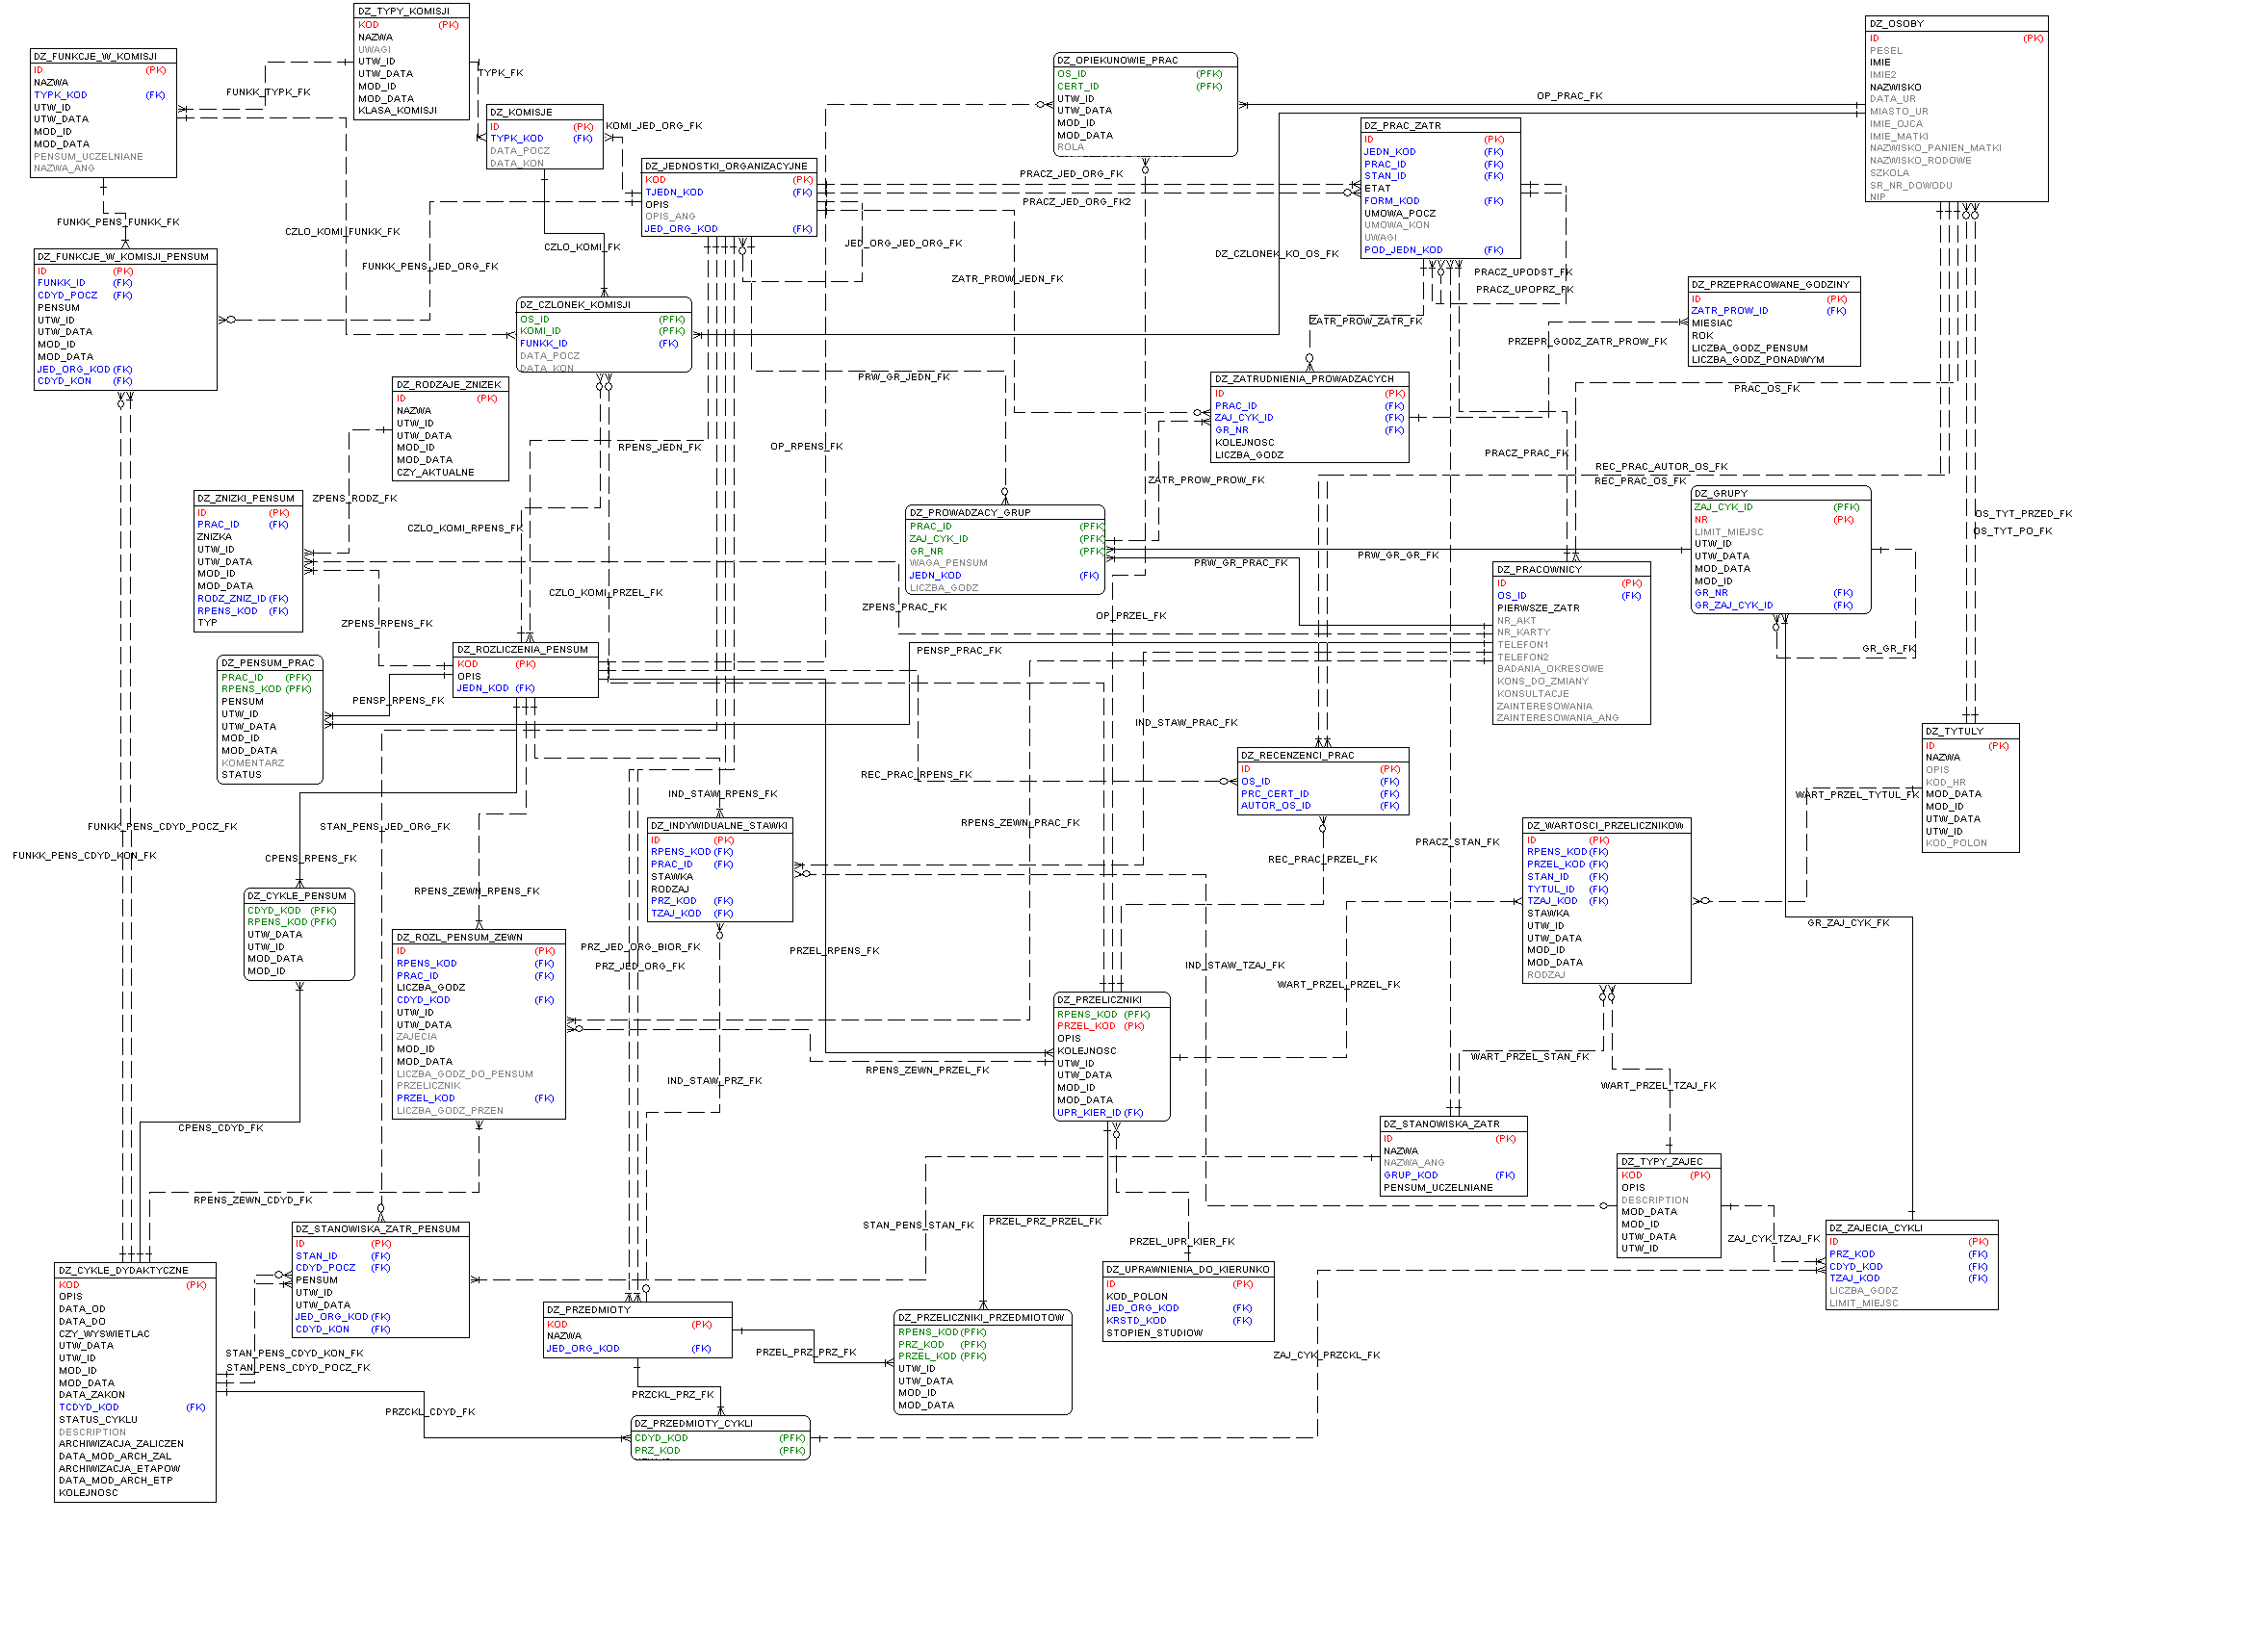 DZ_TYPY_KOMISJI
KOD (PK)
NAZWA
UWAGI
UTW_ID
UTW_DATA
MOD_ID
MOD_DATA
KLASA_KOMISJI
DZ_FUNKCJE_W_KOMISJI
ID (PK)
NAZWA
TYPK_KOD (FK)
UTW_ID
UTW_DATA
MOD_ID
MOD_DATA
PENSUM_UCZELNIANE
NAZWA_ANG
FUNKK_TYPK_FK
TYPK_FK
DZ_KOMISJE
ID (PK)
TYPK_KOD (FK)
DATA_POCZ
DATA_KON
KOMI_JED_ORG_FK
DZ_JEDNOSTKI_ORGANIZACYJNE
KOD (PK)
TJEDN_KOD (FK)
OPIS
OPIS_ANG
JED_ORG_KOD (FK)
DZ_OPIEKUNOWIE_PRAC
OS_ID (PFK)
CERT_ID (PFK)
UTW_ID
UTW_DATA
MOD_ID
MOD_DATA
ROLA
OP_PRAC_FK
DZ_PRAC_ZATR
ID (PK)
JEDN_KOD (FK)
PRAC_ID (FK)
STAN_ID (FK)
ETAT
FORM_KOD (FK)
UMOWA_POCZ
UMOWA_KON
UWAGI
POD_JEDN_KOD (FK)
DZ_OSOBY
ID (PK)
PESEL
IMIE
IMIE2
NAZWISKO
DATA_UR
MIASTO_UR
IMIE_OJCA
IMIE_MATKI
NAZWISKO_PANIEN_MATKI
NAZWISKO_RODOWE
SZKOLA
SR_NR_DOWODU
NIP
PRACZ_JED_ORG_FK
PRACZ_JED_ORG_FK2
FUNKK_PENS_FUNKK_FK
CZLO_KOMI_FUNKK_FK
CZLO_KOMI_FK
FUNKK_PENS_JED_ORG_FK
JED_ORG_JED_ORG_FK
ZATR_PROW_JEDN_FK
DZ_CZLONEK_KO_OS_FK
PRACZ_UPODST_FK
PRACZ_UPOPRZ_FK
DZ_FUNKCJE_W_KOMISJI_PENSUM
ID (PK)
FUNKK_ID (FK)
CDYD_POCZ (FK)
PENSUM
UTW_ID
UTW_DATA
MOD_ID
MOD_DATA
JED_ORG_KOD (FK)
CDYD_KON (FK)
DZ_CZLONEK_KOMISJI
OS_ID (PFK)
KOMI_ID (PFK)
FUNKK_ID (FK)
DATA_POCZ
DATA_KON
DZ_PRZEPRACOWANE_GODZINY
ID (PK)
ZATR_PROW_ID (FK)
MIESIAC
ROK
LICZBA_GODZ_PENSUM
LICZBA_GODZ_PONADWYM
ZATR_PROW_ZATR_FK
PRZEPR_GODZ_ZATR_PROW_FK
PRAC_OS_FK
DZ_RODZAJE_ZNIZEK
ID (PK)
NAZWA
UTW_ID
UTW_DATA
MOD_ID
MOD_DATA
CZY_AKTUALNE
PRW_GR_JEDN_FK
DZ_ZATRUDNIENIA_PROWADZACYCH
ID (PK)
PRAC_ID (FK)
ZAJ_CYK_ID (FK)
GR_NR (FK)
KOLEJNOSC
LICZBA_GODZ
RPENS_JEDN_FK
OP_RPENS_FK
PRACZ_PRAC_FK
REC_PRAC_AUTOR_OS_FK
REC_PRAC_OS_FK
ZATR_PROW_PROW_FK
ZPENS_RODZ_FK
CZLO_KOMI_RPENS_FK
DZ_ZNIZKI_PENSUM
ID (PK)
PRAC_ID (FK)
ZNIZKA
UTW_ID
UTW_DATA
MOD_ID
MOD_DATA
RODZ_ZNIZ_ID (FK)
RPENS_KOD (FK)
TYP
DZ_PROWADZACY_GRUP
PRAC_ID (PFK)
ZAJ_CYK_ID (PFK)
GR_NR (PFK)
WAGA_PENSUM
JEDN_KOD (FK)
LICZBA_GODZ
DZ_GRUPY
ZAJ_CYK_ID (PFK)
NR (PK)
LIMIT_MIEJSC
UTW_ID
UTW_DATA
MOD_DATA
MOD_ID
GR_NR (FK)
GR_ZAJ_CYK_ID (FK)
OS_TYT_PRZED_FK
OS_TYT_PO_FK
PRW_GR_GR_FK
PRW_GR_PRAC_FK
CZLO_KOMI_PRZEL_FK
ZPENS_PRAC_FK
OP_PRZEL_FK
ZPENS_RPENS_FK
PENSP_PRAC_FK
GR_GR_FK
DZ_PRACOWNICY
ID (PK)
OS_ID (FK)
PIERWSZE_ZATR
NR_AKT
NR_KARTY
TELEFON1
TELEFON2
BADANIA_OKRESOWE
KONS_DO_ZMIANY
KONSULTACJE
ZAINTERESOWANIA
ZAINTERESOWANIA_ANG
DZ_ROZLICZENIA_PENSUM
KOD (PK)
OPIS
JEDN_KOD (FK)
DZ_PENSUM_PRAC
PRAC_ID (PFK)
RPENS_KOD (PFK)
PENSUM
UTW_ID
UTW_DATA
MOD_ID
MOD_DATA
KOMENTARZ
STATUS
PENSP_RPENS_FK
IND_STAW_PRAC_FK
DZ_TYTULY
ID (PK)
NAZWA
OPIS
KOD_HR
MOD_DATA
MOD_ID
UTW_DATA
UTW_ID
KOD_POLON
DZ_RECENZENCI_PRAC
ID (PK)
OS_ID (FK)
PRC_CERT_ID (FK)
AUTOR_OS_ID (FK)
REC_PRAC_RPENS_FK
IND_STAW_RPENS_FK
WART_PRZEL_TYTUL_FK
FUNKK_PENS_CDYD_POCZ_FK
STAN_PENS_JED_ORG_FK
RPENS_ZEWN_PRAC_FK
FUNKK_PENS_CDYD_KON_FK
CPENS_RPENS_FK
REC_PRAC_PRZEL_FK
PRACZ_STAN_FK
DZ_INDYWIDUALNE_STAWKI
ID (PK)
RPENS_KOD (FK)
PRAC_ID (FK)
STAWKA
RODZAJ
PRZ_KOD (FK)
TZAJ_KOD (FK)
DZ_WARTOSCI_PRZELICZNIKOW
ID (PK)
RPENS_KOD (FK)
PRZEL_KOD (FK)
STAN_ID (FK)
TYTUL_ID (FK)
TZAJ_KOD (FK)
STAWKA
UTW_ID
UTW_DATA
MOD_ID
MOD_DATA
RODZAJ
RPENS_ZEWN_RPENS_FK
DZ_CYKLE_PENSUM
CDYD_KOD (PFK)
RPENS_KOD (PFK)
UTW_DATA
UTW_ID
MOD_DATA
MOD_ID
GR_ZAJ_CYK_FK
DZ_ROZL_PENSUM_ZEWN
ID (PK)
RPENS_KOD (FK)
PRAC_ID (FK)
LICZBA_GODZ
CDYD_KOD (FK)
UTW_ID
UTW_DATA
ZAJECIA
MOD_ID
MOD_DATA
LICZBA_GODZ_DO_PENSUM
PRZELICZNIK
PRZEL_KOD (FK)
LICZBA_GODZ_PRZEN
PRZ_JED_ORG_BIOR_FK
PRZ_JED_ORG_FK
PRZEL_RPENS_FK
IND_STAW_TZAJ_FK
WART_PRZEL_PRZEL_FK
DZ_PRZELICZNIKI
RPENS_KOD (PFK)
PRZEL_KOD (PK)
OPIS
KOLEJNOSC
UTW_ID
UTW_DATA
MOD_ID
MOD_DATA
UPR_KIER_ID (FK)
RPENS_ZEWN_PRZEL_FK
IND_STAW_PRZ_FK
WART_PRZEL_STAN_FK
WART_PRZEL_TZAJ_FK
CPENS_CDYD_FK
DZ_STANOWISKA_ZATR
ID (PK)
NAZWA
NAZWA_ANG
GRUP_KOD (FK)
PENSUM_UCZELNIANE
DZ_TYPY_ZAJEC
KOD (PK)
OPIS
DESCRIPTION
MOD_DATA
MOD_ID
UTW_DATA
UTW_ID
RPENS_ZEWN_CDYD_FK
STAN_PENS_STAN_FK
PRZEL_PRZ_PRZEL_FK
PRZEL_UPR_KIER_FK
ZAJ_CYK_TZAJ_FK
DZ_ZAJECIA_CYKLI
ID (PK)
PRZ_KOD (FK)
CDYD_KOD (FK)
TZAJ_KOD (FK)
LICZBA_GODZ
LIMIT_MIEJSC
DZ_STANOWISKA_ZATR_PENSUM
ID (PK)
STAN_ID (FK)
CDYD_POCZ (FK)
PENSUM
UTW_ID
UTW_DATA
JED_ORG_KOD (FK)
CDYD_KON (FK)
DZ_CYKLE_DYDAKTYCZNE
KOD (PK)
OPIS
DATA_OD
DATA_DO
CZY_WYSWIETLAC
UTW_DATA
UTW_ID
MOD_ID
MOD_DATA
DATA_ZAKON
TCDYD_KOD (FK)
STATUS_CYKLU
DESCRIPTION
ARCHIWIZACJA_ZALICZEN
DATA_MOD_ARCH_ZAL
ARCHIWIZACJA_ETAPOW
DATA_MOD_ARCH_ETP
KOLEJNOSC
DZ_UPRAWNIENIA_DO_KIERUNKO
ID (PK)
KOD_POLON
JED_ORG_KOD (FK)
KRSTD_KOD (FK)
STOPIEN_STUDIOW
DZ_PRZEDMIOTY
KOD (PK)
NAZWA
JED_ORG_KOD (FK)
DZ_PRZELICZNIKI_PRZEDMIOTOW
RPENS_KOD (PFK)
PRZ_KOD (PFK)
PRZEL_KOD (PFK)
UTW_ID
UTW_DATA
MOD_ID
MOD_DATA
STAN_PENS_CDYD_KON_FK
STAN_PENS_CDYD_POCZ_FK
PRZEL_PRZ_PRZ_FK
ZAJ_CYK_PRZCKL_FK
PRZCKL_PRZ_FK
PRZCKL_CDYD_FK
DZ_PRZEDMIOTY_CYKLI
CDYD_KOD (PFK)
PRZ_KOD (PFK)